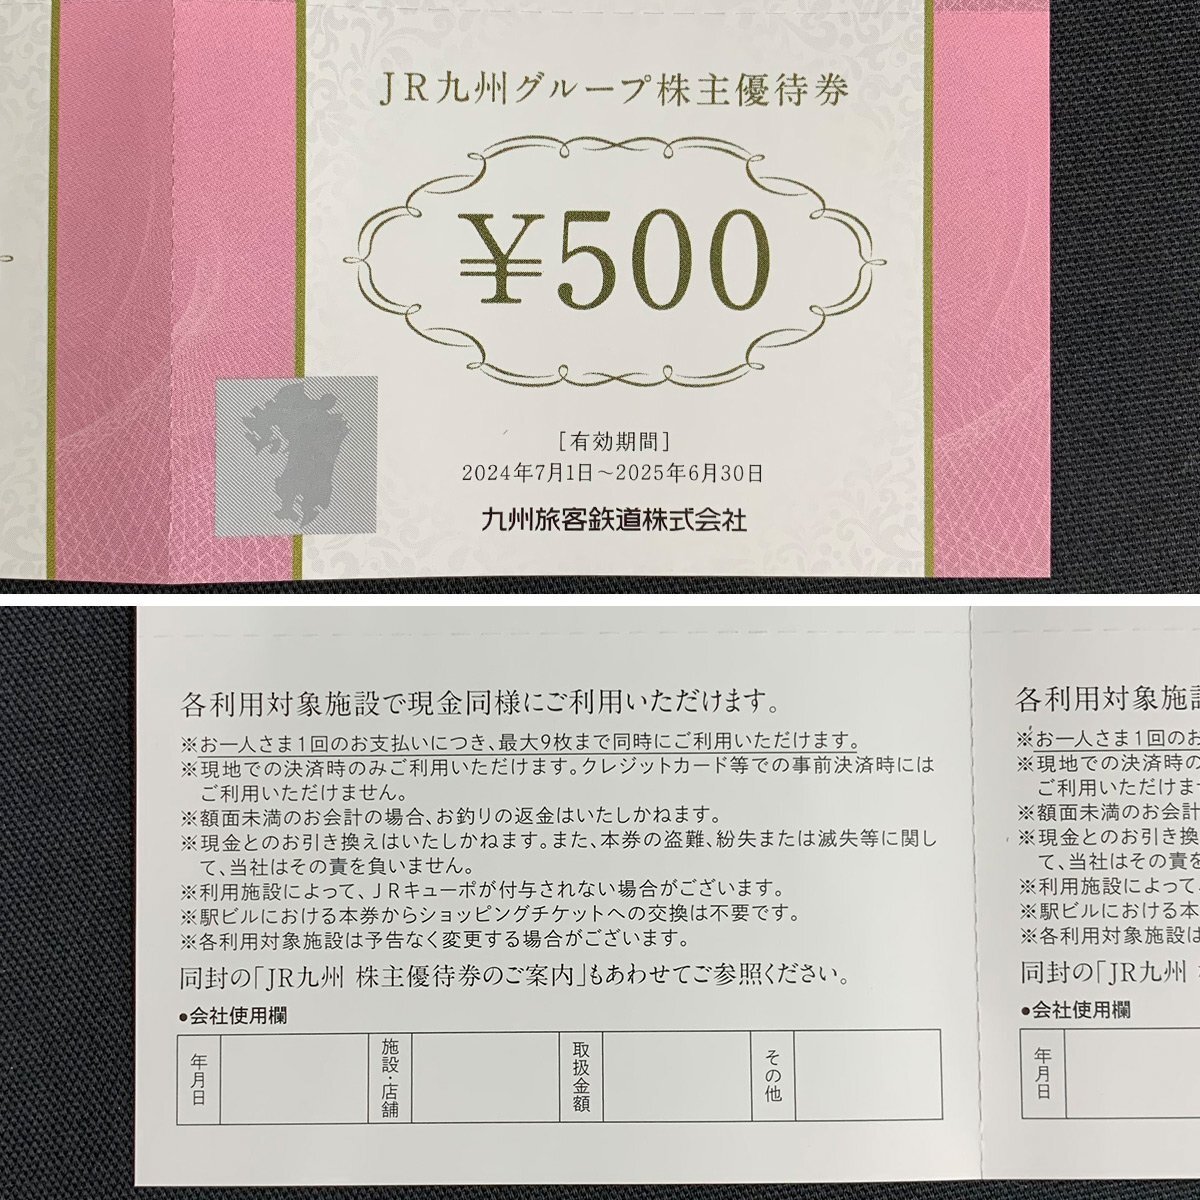 JR九州グループ株主優待券
¥500
[有効期間]
2024年7月1日〜2025年6月30日
九州旅客鉄道株式会社
各利用対象施設で現金同様にご利用いただけます。
※お一人さま1回のお支払いにつき、最大9枚まで同時にご利用いただけます。
※現地での決済時のみご利用いただけます。クレジットカード等での事前決済時には
ご利用いただけません。
※額面未満のお会計の場合、お釣りの返金はいたしかねます。
※現金とのお引き換えはいたしかねます。また、本券の盗難、紛失または滅失等に関し
て、当社はその責を負いません。
※利用施設によって、JRキューポが付与されない場合がございます。
※駅ビルにおける本券からショッピングチケットへの交換は不要です。
※各利用対象施設は予告なく変更する場合がございます。
同封の「JR九州 株主優待券のご案内」もあわせてご参照ください。
●会社使用欄
年月日
施設・店舗
取扱金額
その他
各利用対象施設
※お一人さま1回のお
※現地での決済時の
ご利用いただけませ
※額面未満のお会計
※現金とのお引き換
て、当社はその責を
※利用施設によって、
※駅ビルにおける本
※各利用対象施設は
同封の「JR九州
●会社使用欄
年月日